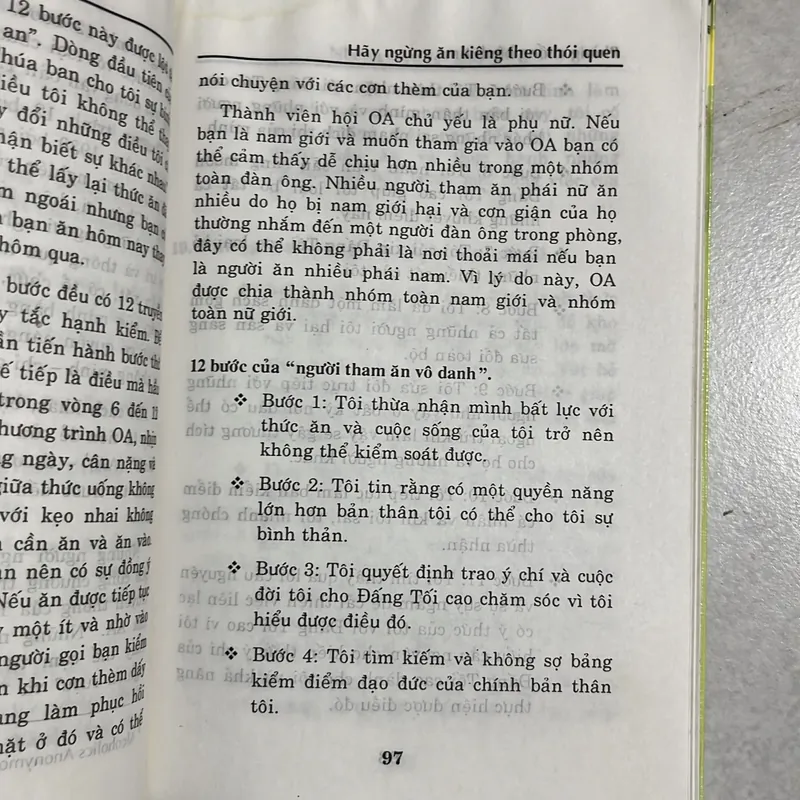 12 bước này được
an". Dòng đầu tiên
húa ban cho tôi sự
iều tôi không thể
y đổi những điều tôi
hận biết sự khác nhau
thể lấy lại thức ăn
m ngoái nhưng bạn
bạn ăn hôm nay
hôm qua.
bước đều có 12 truyền
y tắc hạnh kiểm.
ần tiến hành bước thứ
ế tiếp là điều mà
trong vòng 6 đến
hương trình OA,
ng ngày, cân nặng và
giữa thức uống không
với kẹo nhai không
cần ăn và ăn vào
ên có sự đồng ý
Nếu ăn được tiếp tục
y một ít và nhờ vào
người gọi bạn kiếm
n khi cơn thèm dấy
ang làm phục hồi
mặt ở đó và có thể
Hãy ngừng ăn kiêng theo thói quen
nói chuyện với các cơn thèm của bạn.
Thành viên hội OA chủ yếu là phụ nữ. Nếu
bạn là nam giới và muốn tham gia vào OA bạn có
thể cảm thấy dễ chịu hơn nhiều trong một nhóm
toàn đàn ông. Nhiều người tham ăn phái nữ ăn
nhiều do họ bị nam giới hại và cơn giận của họ
thường nhắm đến một người đàn ông trong phòng,
đây có thể không phải là nơi thoải mái nếu bạn
là người ăn nhiều phái nam. Vì lý do này, OA
được chia thành nhóm toàn nam giới và nhóm
toàn nữ giới.
12 bước của "người tham ăn vô danh".
❖ Bước 1: Tôi thừa nhận mình bất lực với
thức ăn và cuộc sống của tôi trở nên
không thể kiểm soát được.
❖ Bước 2: Tôi tin rằng có một quyền năng
lớn hơn bản thân tôi có thể cho tôi sự
bình thản.
❖ Bước 3: Tôi quyết định trao ý chí và cuộc
đời tôi cho Đấng Tối cao chăm sóc vì tôi
hiểu được điều đó.
❖ Bước 4: Tôi tìm kiếm và không sợ bảng
kiểm điểm đạo đức của chính bản thân
tôi.
97